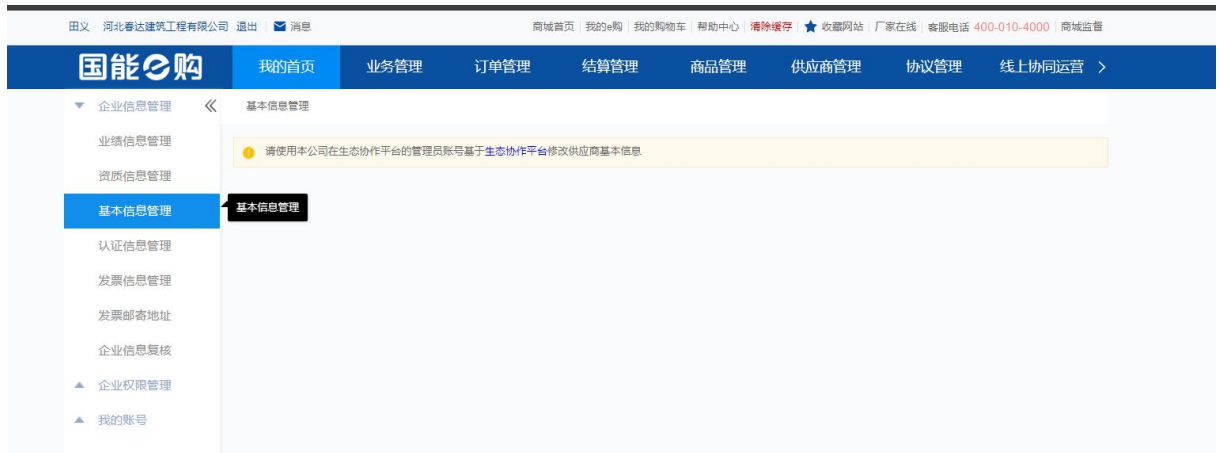 田义 河北春达建筑工程有限公司 退出 消息 商城首页 我的e购 我的购物车 帮助中心 清除缓存 收藏网站 厂家在线 客服电话 400-010-4000 商城监督
国能e购 我的首页 业务管理 订单管理 结算管理 商品管理 供应商管理 协议管理 线上协同运营
企业信息管理 基本信息管理
业绩信息管理
请使用本公司在生态协作平台的管理员账号基于生态协作平台修改供应商基本信息
资质信息管理
基本信息管理 基本信息管理
认证信息管理
发票信息管理
发票邮寄地址
企业信息复核
企业权限管理
我的账号